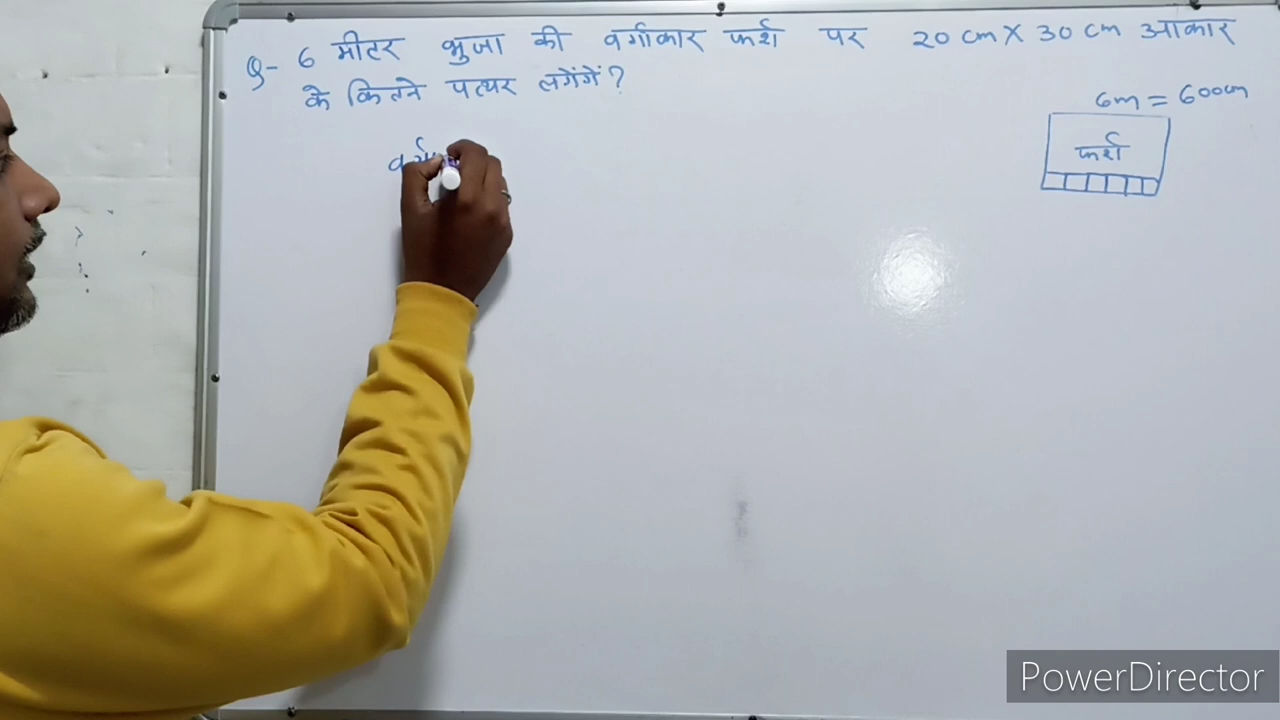 Q- 6 मीटर भुजा की वर्गाकार फर्श पर 20 cm X 30 cm आकार
के कितने पत्थर लगेंगें?
6m = 600cm
फर्श
PowerDirector